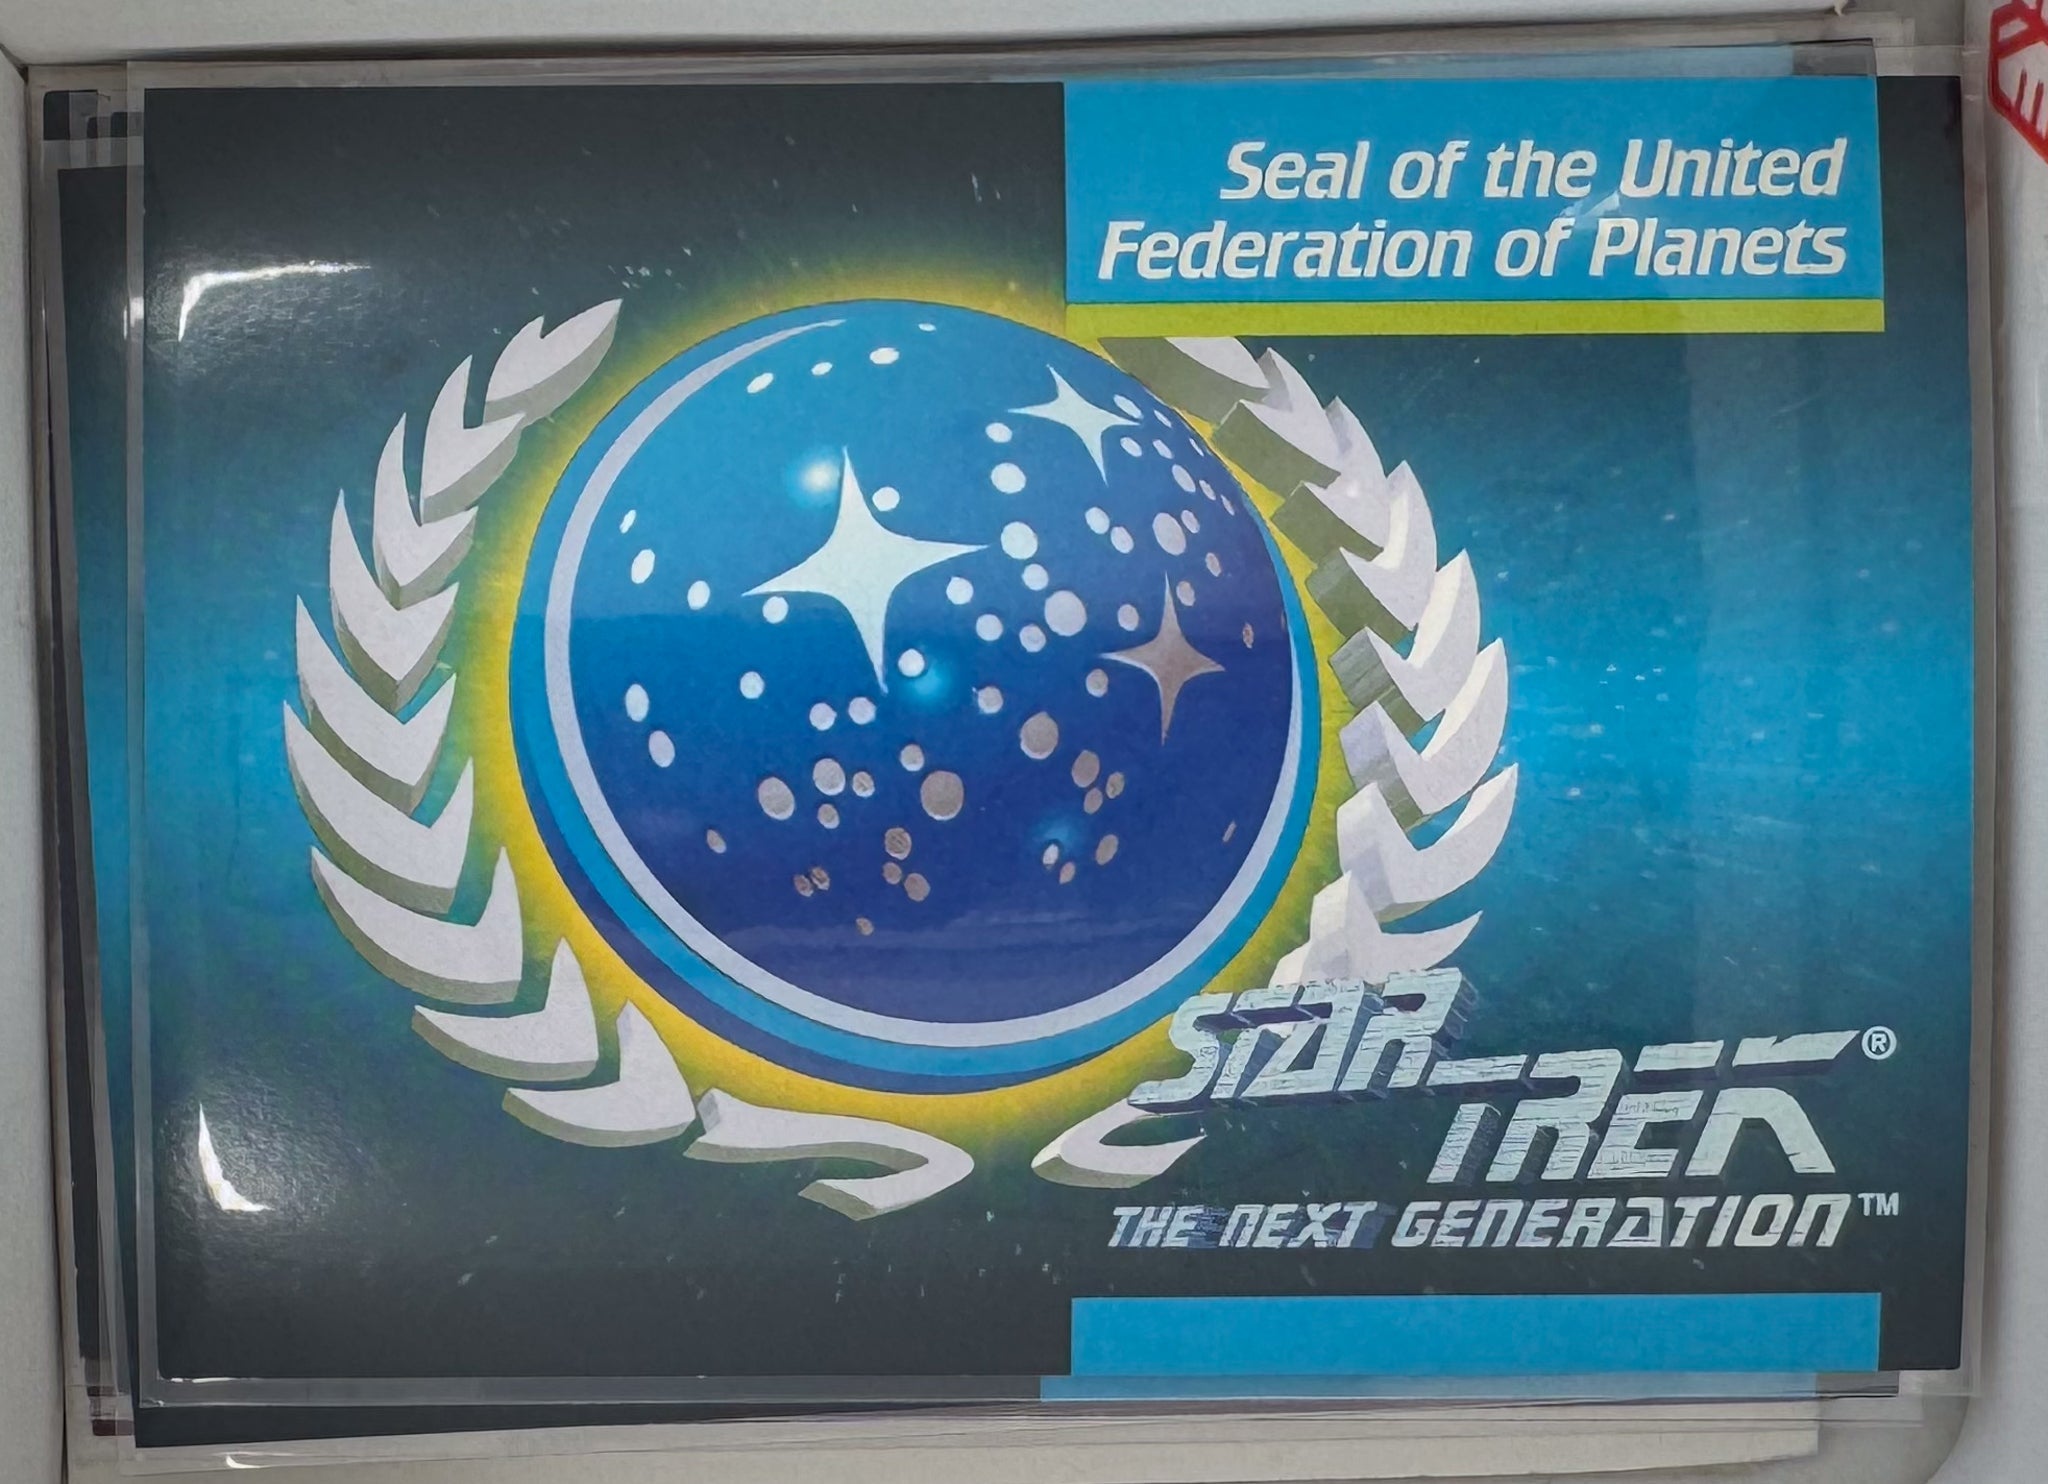 Seal of the United
Federation of Planets
STAR TREK®
THE NEXT GENERATION™